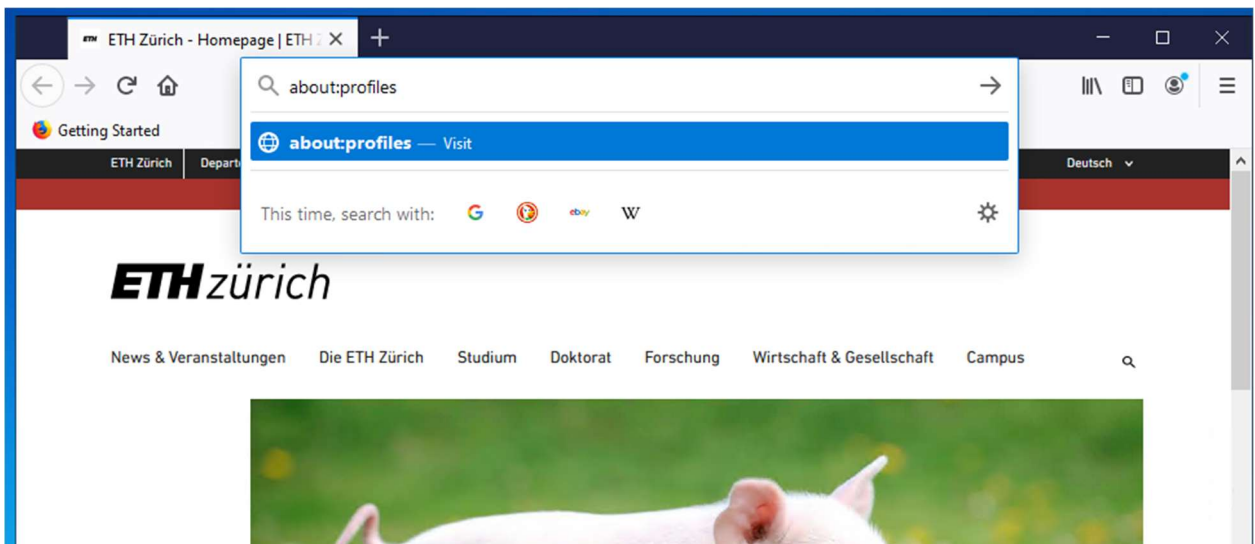 ETH Zürich - Homepage | ETH
about:profiles
Getting Started
about:profiles — Visit
ETH Zürich
Deutsch
This time, search with:
ebay
W
ETH zürich
News & Veranstaltungen Die ETH Zürich Studium Doktorat Forschung Wirtschaft & Gesellschaft Campus